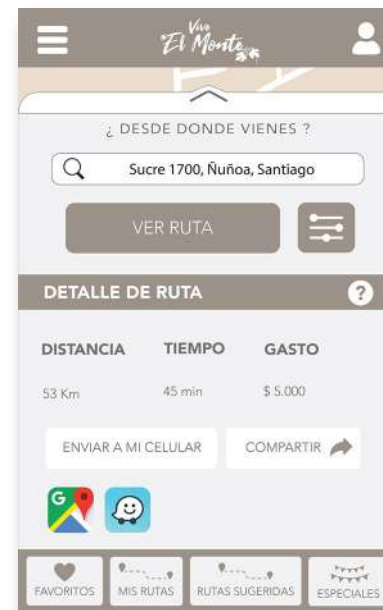 Vive
El Monte
¿ DESDE DONDE VIENES ?
Sucre 1700, Ñuñoa, Santiago
VER RUTA
DETALLE DE RUTA ?
DISTANCIA TIEMPO GASTO
53 Km 45 min $ 5.000
ENVIAR A MI CELULAR COMPARTIR
G
FAVORITOS MIS RUTAS RUTAS SUGERIDAS ESPECIALES